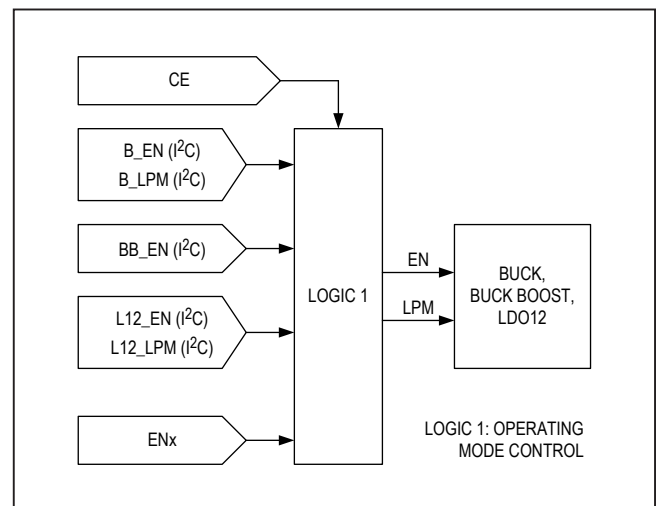 CE
B_EN (I²C)
B_LPM (I²C)
BB_EN (I²C)
L12_EN (I²C)
L12_LPM (I²C)
ENx
LOGIC 1
EN
LPM
BUCK,
BUCK BOOST,
LDO12
LOGIC 1: OPERATING
MODE CONTROL